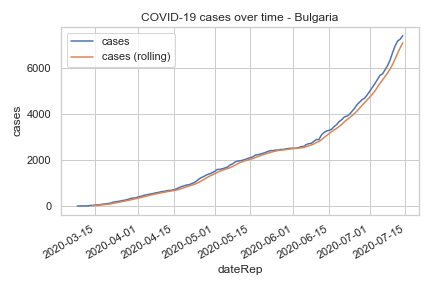 COVID-19 cases over time - Bulgaria
cases
cases (rolling)
6000
4000
2000
0
cases
2020-03-15
2020-04-01
2020-04-15
2020-05-01
2020-05-15
2020-06-01
2020-06-15
2020-07-01
2020-07-15
dateRep